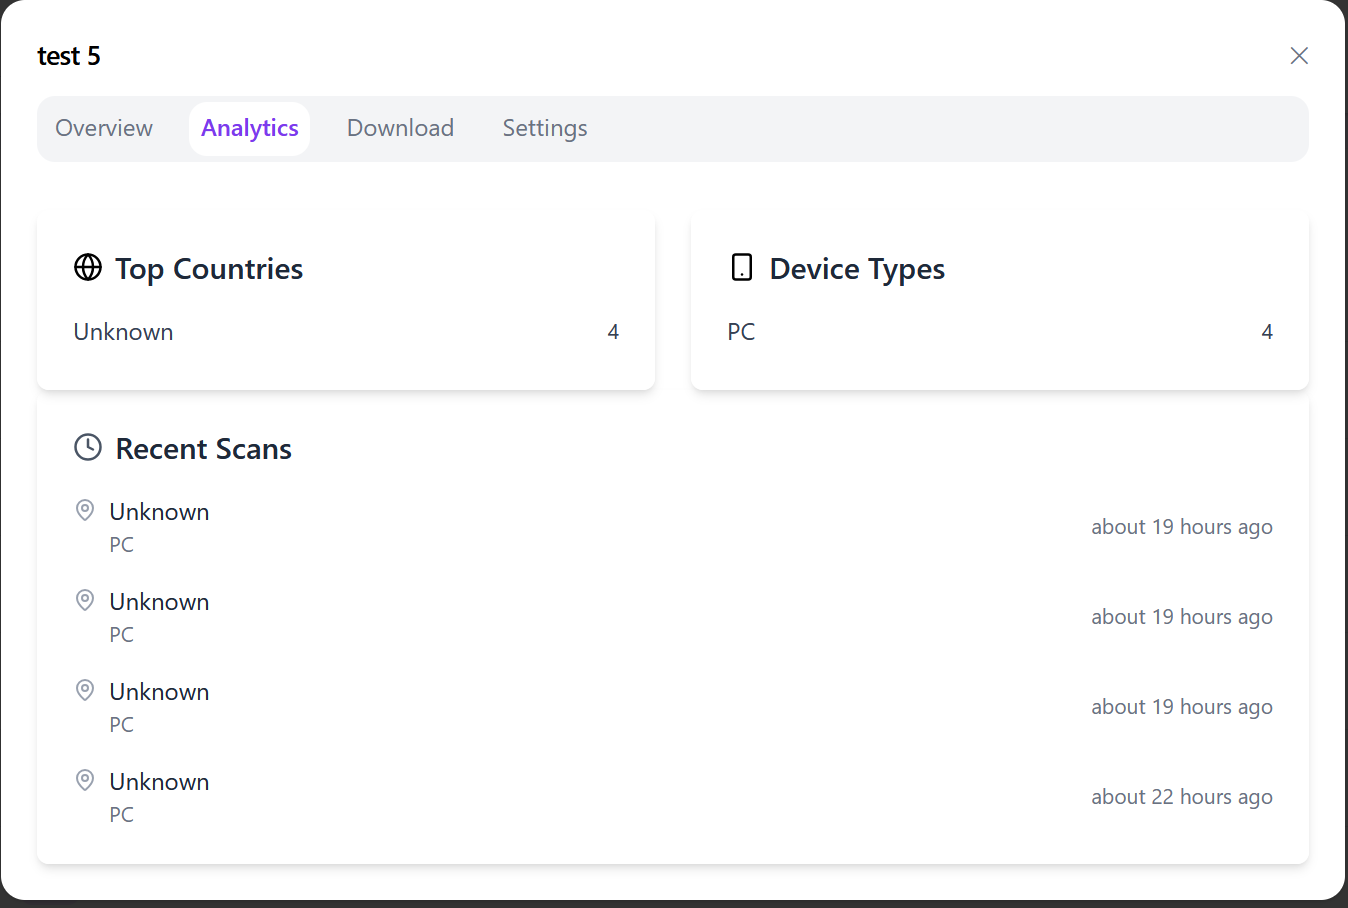 test 5
Overview Analytics Download Settings
Top Countries
Unknown 4
Device Types
PC 4
Recent Scans
Unknown
PC
about 19 hours ago
Unknown
PC
about 19 hours ago
Unknown
PC
about 19 hours ago
Unknown
PC
about 22 hours ago